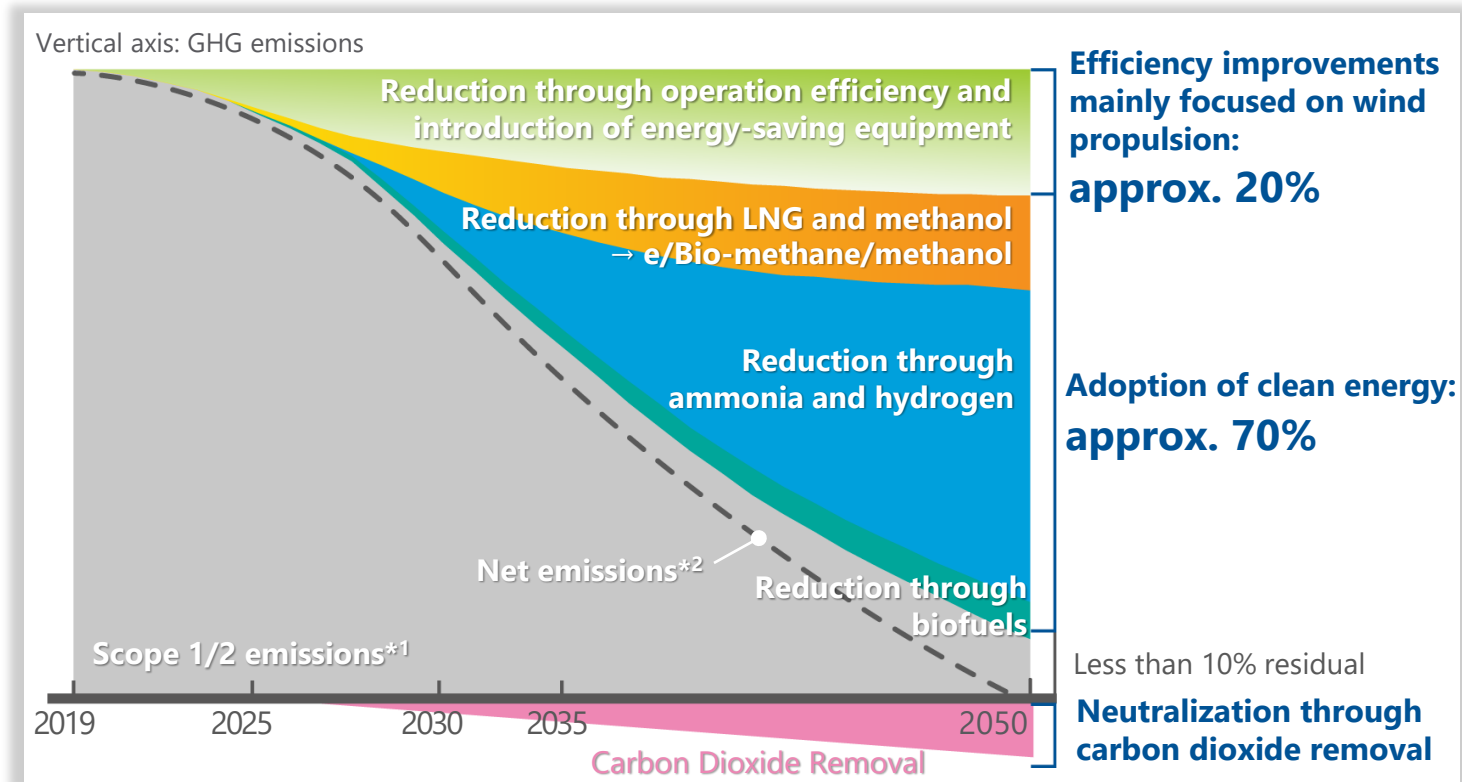 Vertical axis: GHG emissions
Reduction through operation efficiency and
introduction of energy-saving equipment
Reduction through LNG and methanol
→ e/Bio-methane/methanol
Reduction through
ammonia and hydrogen
Net emissions*2
Reduction through
biofuels
Scope 1/2 emissions*1
2019
2025
2030
2035
2050
Carbon Dioxide Removal
Efficiency improvements
mainly focused on wind
propulsion:
approx. 20%
Adoption of clean energy:
approx. 70%
Less than 10% residual
Neutralization through
carbon dioxide removal